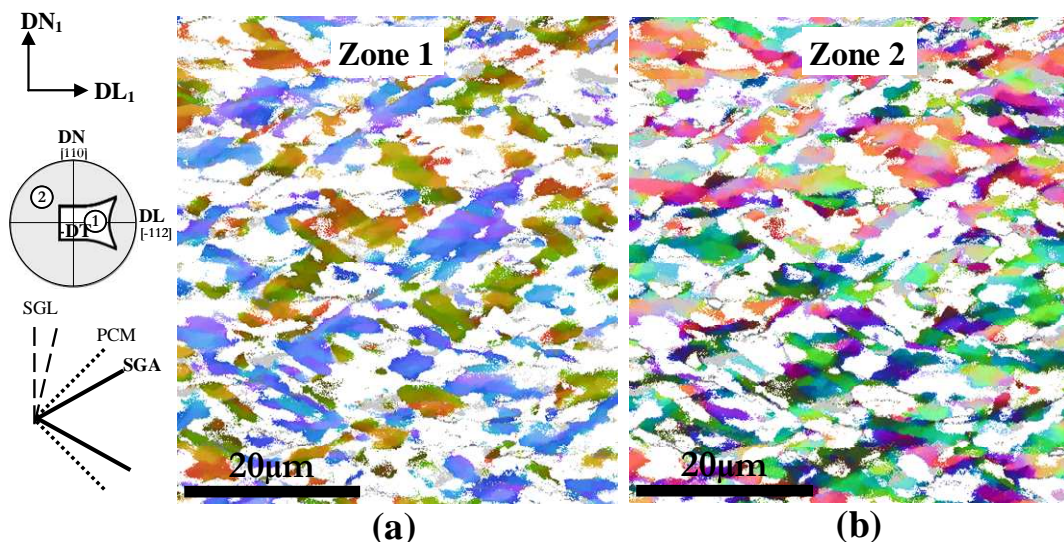 DN1
DL1
DN
[110]
2
1
DL
-DT
[-112]
SGL
PCM
SGA
Zone 1
20µm
(a)
Zone 2
20µm
(b)